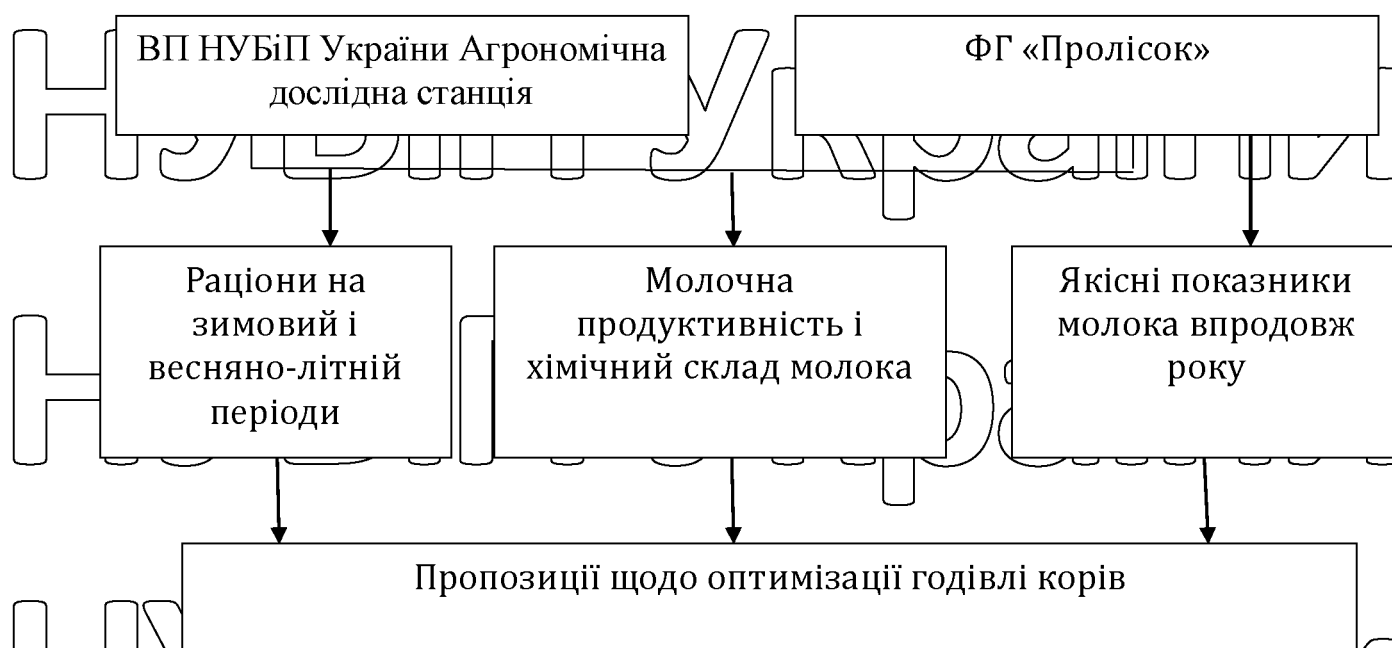 ВП НУБіП України Агрономічна
дослідна станція
ФГ «Пролісок»
Раціони на
зимовий і
весняно-літній
періоди
Молочна
продуктивність і
хімічний склад молока
Якісні показники
молока впродовж
року
Пропозиції щодо оптимізації годівлі корів